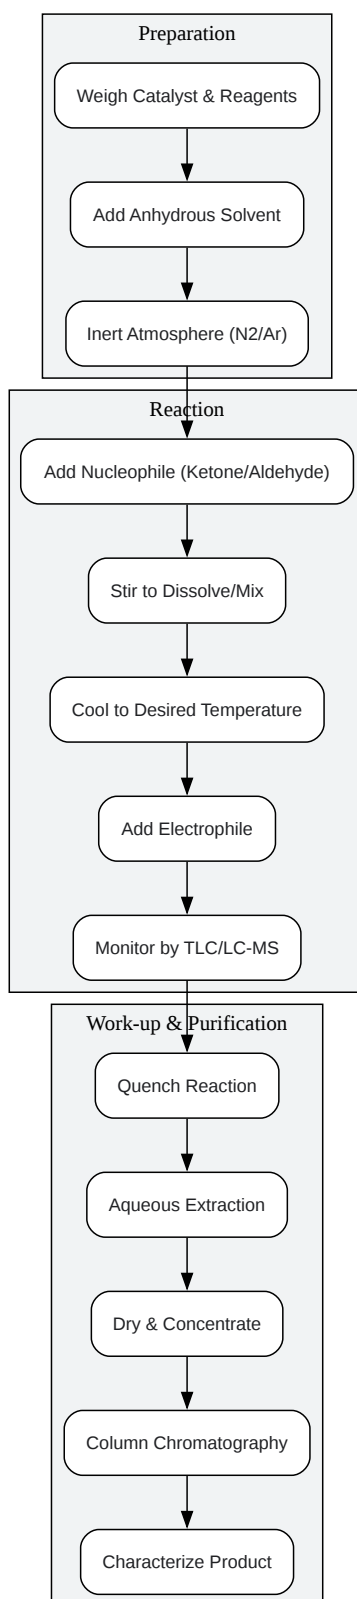 Preparation
Weigh Catalyst & Reagents
Add Anhydrous Solvent
Inert Atmosphere (N2/Ar)
Reaction
Add Nucleophile (Ketone/Aldehyde)
Stir to Dissolve/Mix
Cool to Desired Temperature
Add Electrophile
Monitor by TLC/LC-MS
Work-up & Purification
Quench Reaction
Aqueous Extraction
Dry & Concentrate
Column Chromatography
Characterize Product